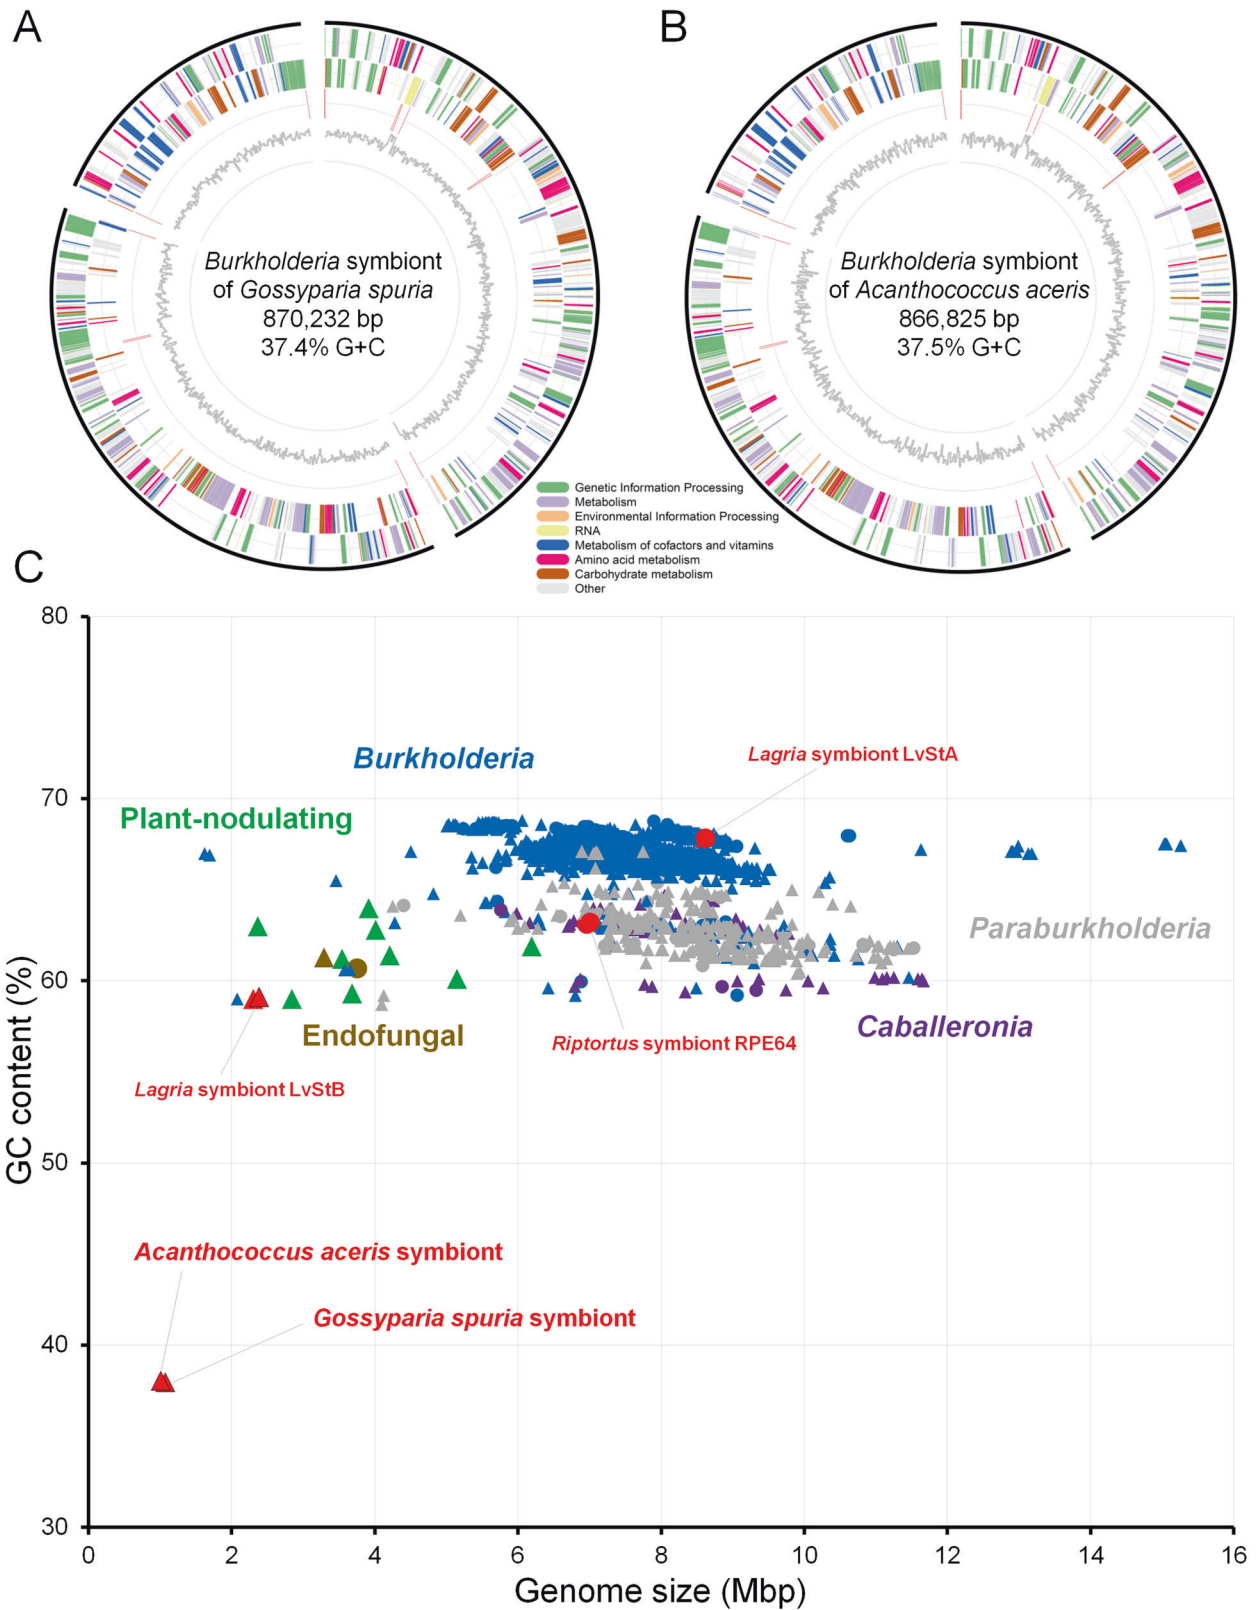 A
B
Burkholderia symbiont
of Gossyparia spuria
870,232 bp
37.4% G+C
Burkholderia symbiont
of Acanthococcus aceris
866,825 bp
37.5% G+C
Genetic Information Processing
Metabolism
Environmental Information Processing
RNA
Metabolism of cofactors and vitamins
Amino acid metabolism
Carbohydrate metabolism
Other
C
80
70
60
50
40
30
GC content (%)
Burkholderia
Lagria symbiont LvStA
Plant-nodulating
Paraburkholderia
Caballeronia
Endofungal
Riptortus symbiont RPE64
Lagria symbiont LvStB
Acanthococcus aceris symbiont
Gossyparia spuria symbiont
0 2 4 6 8 10 12 14 16
Genome size (Mbp)